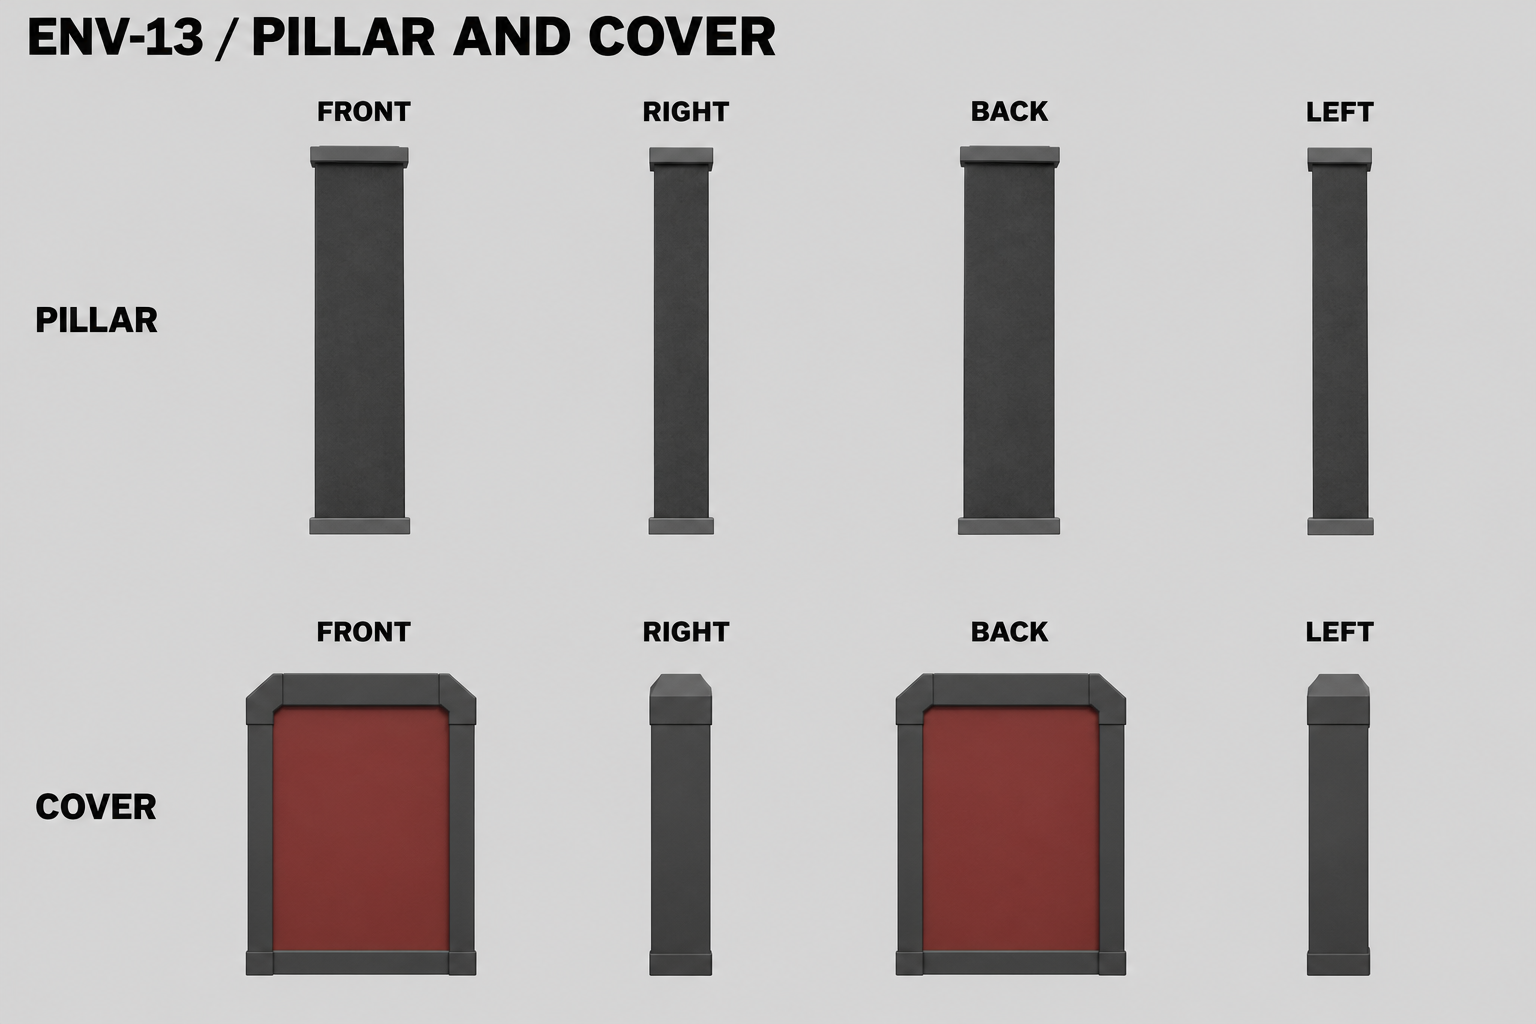 ENV-13 / PILLAR AND COVER
FRONT
RIGHT
BACK
LEFT
PILLAR
FRONT
RIGHT
BACK
LEFT
COVER